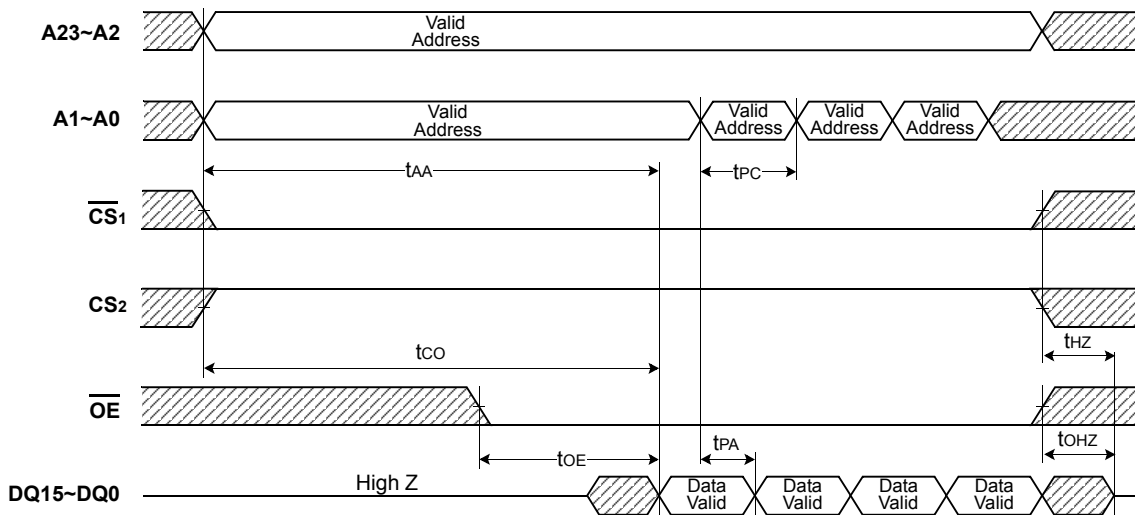 A23~A2
Valid
Address
A1~A0
Valid
Address
Valid
Address
Valid
Address
Valid
Address
tAA
tPC
CS1
CS2
tCO
tHZ
OE
tOE
tPA
tOHZ
DQ15~DQ0
High Z
Data
Valid
Data
Valid
Data
Valid
Data
Valid